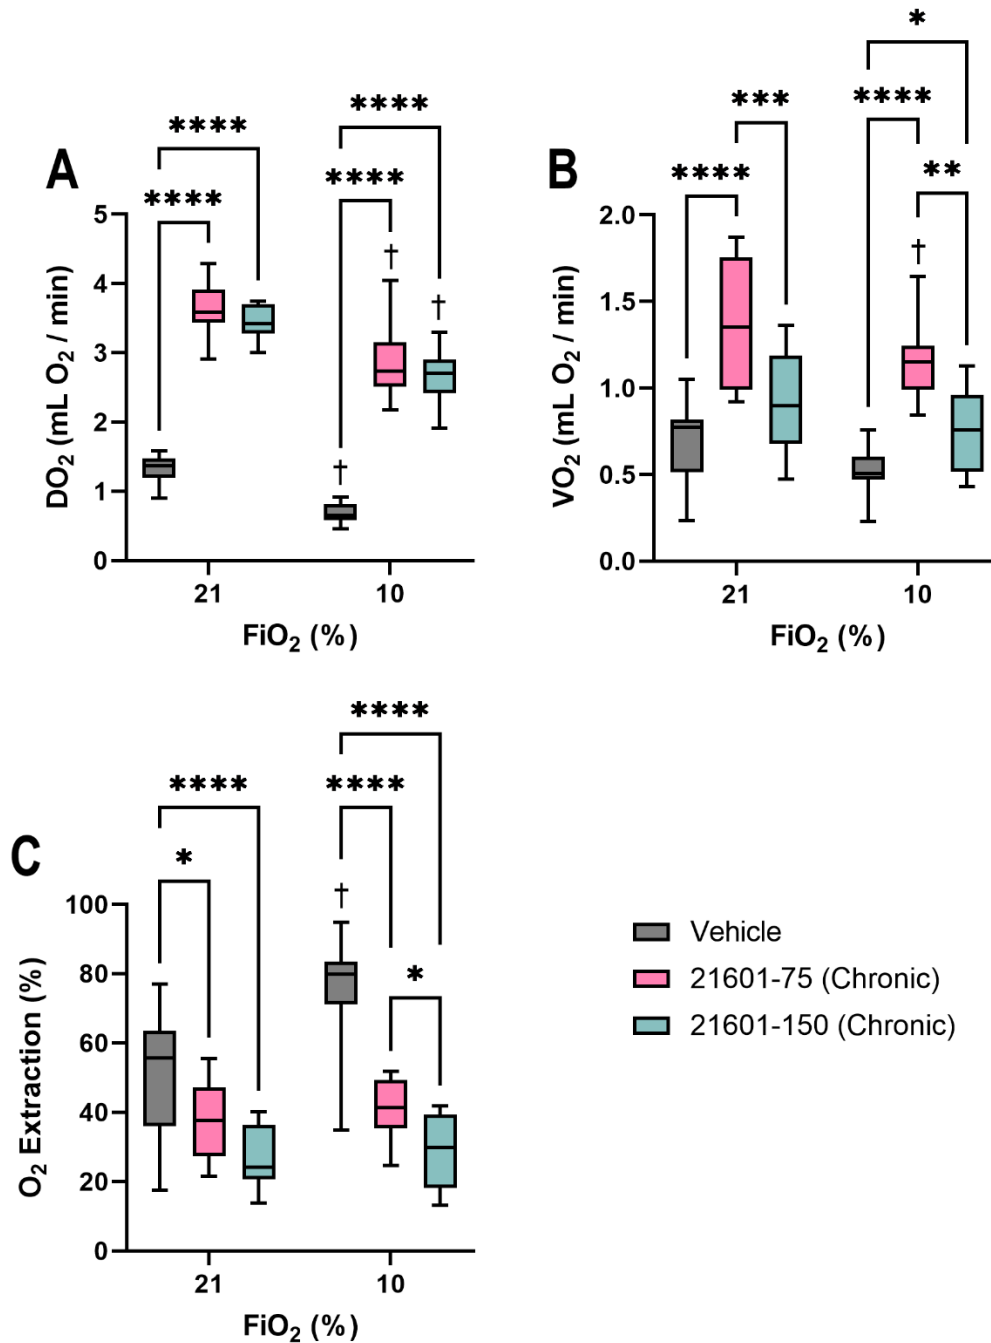 A
DO₂ (mL O₂ / min)
5
4
3
2
1
0
**** **** **** ****
† † †
21 10
FiO₂ (%)
B
VO₂ (mL O₂ / min)
2.0
1.5
1.0
0.5
0.0
**** *** **** * **
†
21 10
FiO₂ (%)
C
O₂ Extraction (%)
100
80
60
40
20
0
* **** **** **** *
†
21 10
FiO₂ (%)
Vehicle
21601-75 (Chronic)
21601-150 (Chronic)